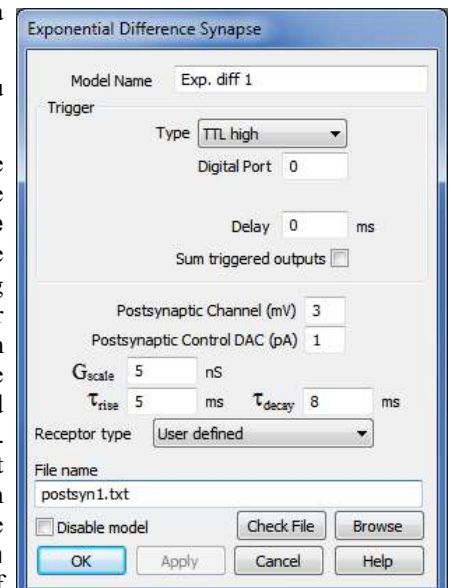 Exponential Difference Synapse
Model Name Exp. diff 1
Trigger
Type TTL high
Digital Port 0
Delay 0 ms
Sum triggered outputs
Postsynaptic Channel (mV) 3
Postsynaptic Control DAC (pA) 1
Gscale 5 nS
τrise 5 ms τdecay 8 ms
Receptor type User defined
File name
postsyn1.txt
Disable model Check File Browse
OK Apply Cancel Help